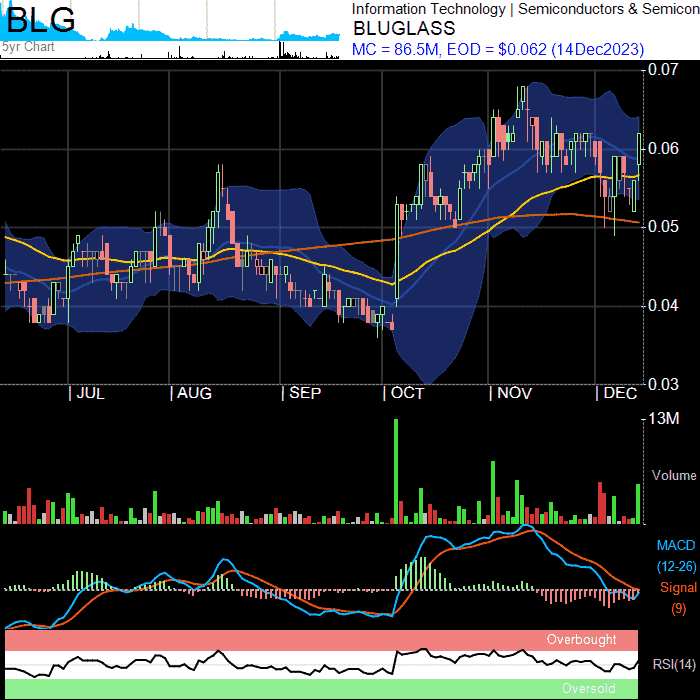 BLG
5yr Chart
Information Technology | Semiconductors & Semicon
BLUGLASS
MC = 86.5M, EOD = $0.062 (14Dec2023)
0.07
0.06
0.05
0.04
0.03
JUL AUG SEP OCT NOV DEC
13M
Volume
MACD
(12-26)
Signal
(9)
Overbought
RSI(14)
Oversold